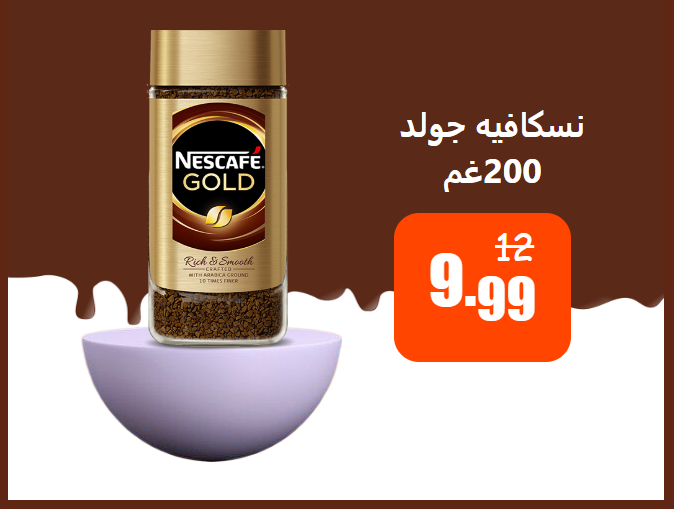 نسكافيه جولد
200غم
12
9.99
NESCAFÉ.
GOLD
Rich & Smooth
CRAFTED
WITH ARABICA GROUND
10 TIMES FINER